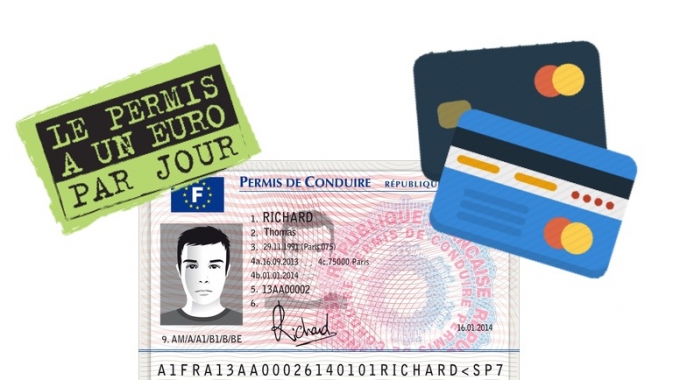 LE PERMIS
A UN EURO
PAR JOUR
F
PERMIS DE CONDUIRE RÉPUBLIQU
1. RICHARD
2. Thomas
3. 29.11.1991 (Paris 075)
4a.16.09.2013 4c.75000 Paris
4b.01.01.2014
5. 13AA00002
6.
Richard
16.01.2014
9. AM/A/A1/B1/B/BE
A1FRA13AA00026140101RICHARD<SP7
RÉPUBLIQUE FRANÇAISE
PERMIS DE CONDUIRE